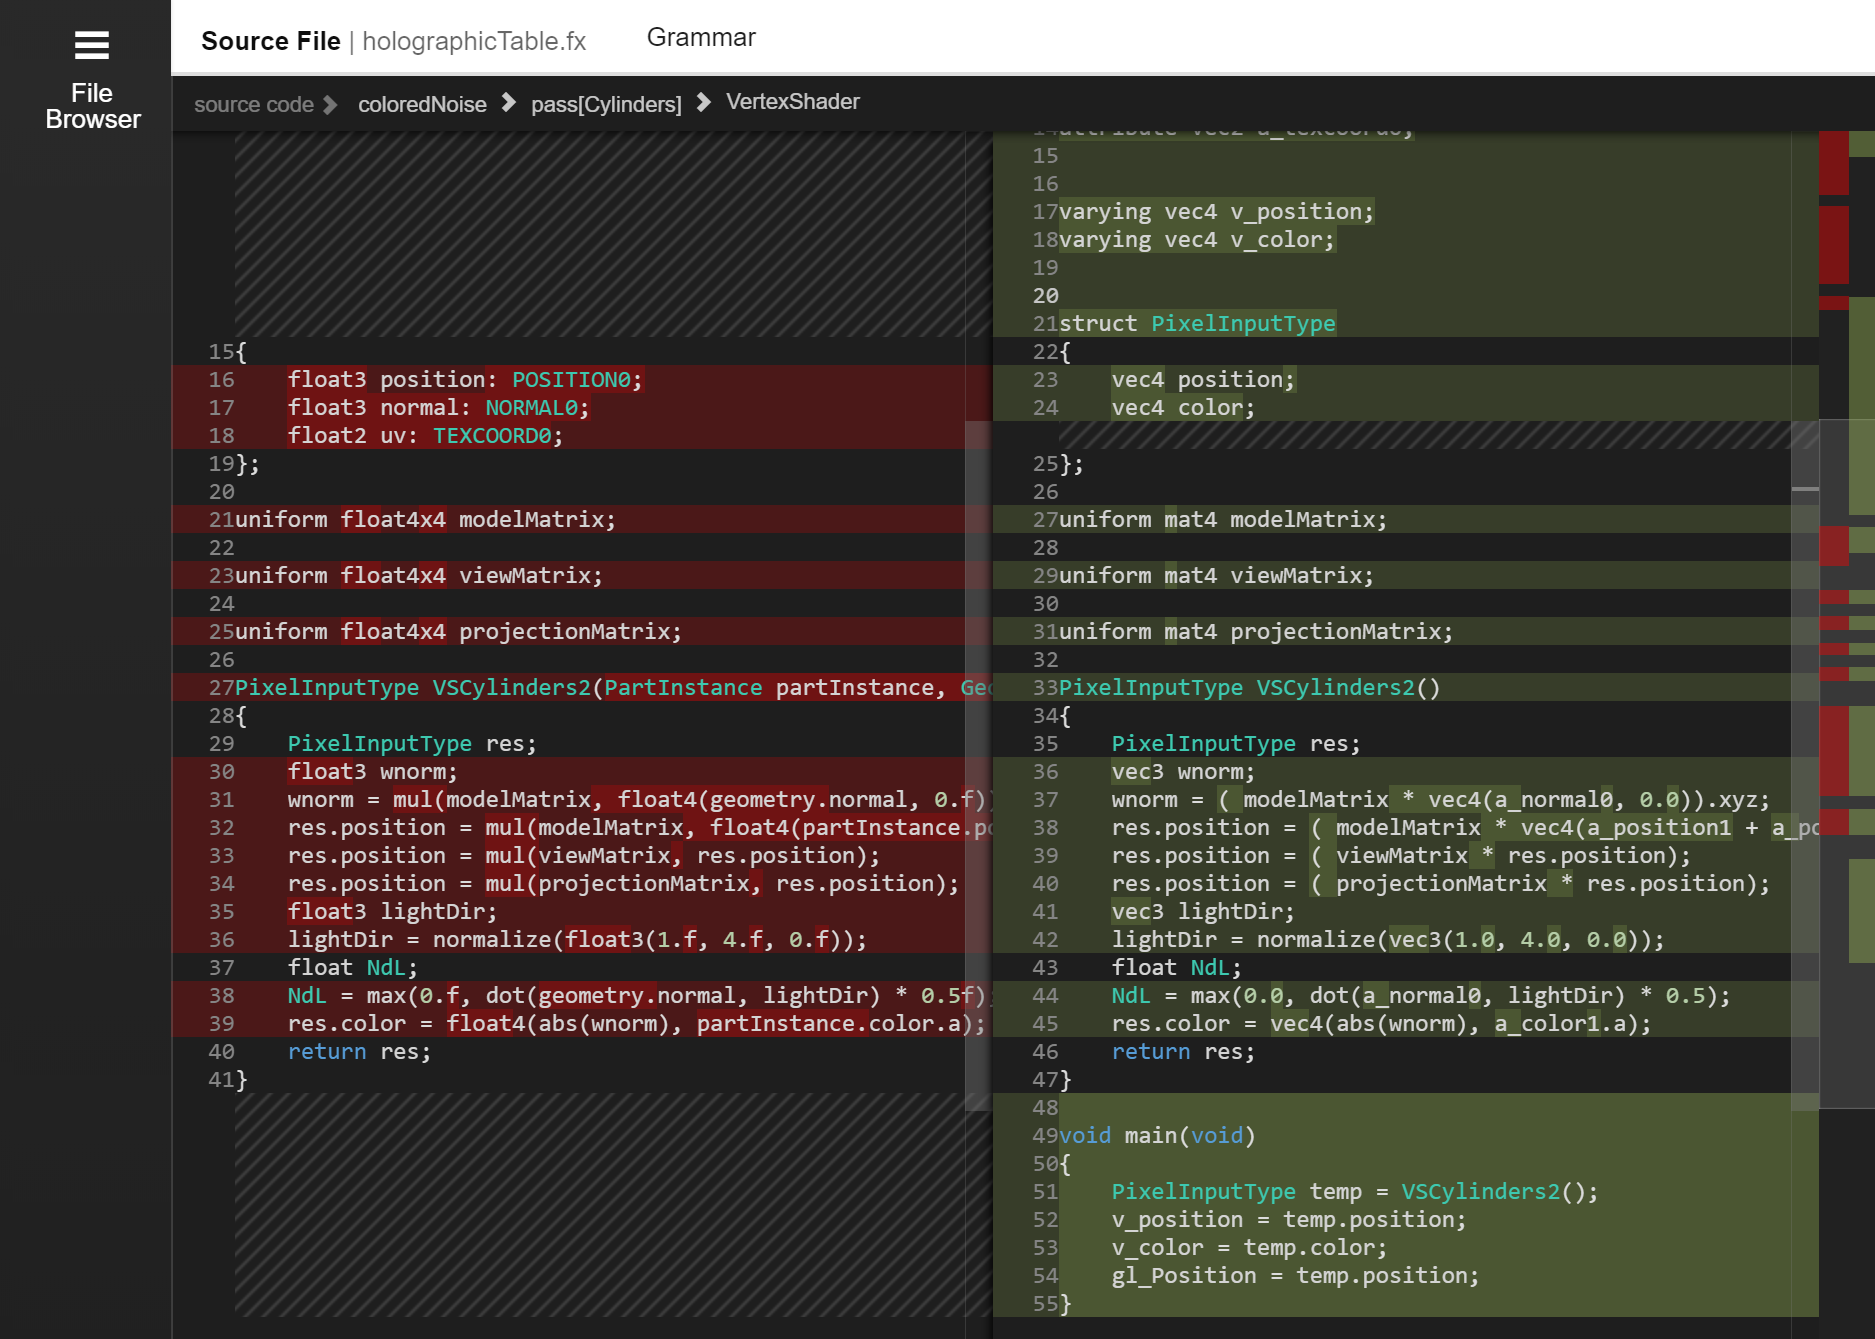 File
Browser
Source File | holographicTable.fx
Grammar
source code
coloredNoise
pass[Cylinders]
VertexShader
15{
16 float3 position: POSITION0;
17 float3 normal: NORMAL0;
18 float2 uv: TEXCOORD0;
19};
20
21uniform float4x4 modelMatrix;
22
23uniform float4x4 viewMatrix;
24
25uniform float4x4 projectionMatrix;
26
27PixelInputType VSCylinders2(PartInstance partInstance,
28{
29 PixelInputType res;
30 float3 wnorm;
31 wnorm = mul(modelMatrix, float4(geometry.normal, 0.f))
32 res.position = mul(modelMatrix, float4(partInstance.
33 res.position = mul(viewMatrix, res.position);
34 res.position = mul(projectionMatrix, res.position);
35 float3 lightDir;
36 lightDir = normalize(float3(1.f, 4.f, 0.f));
37 float NdL;
38 NdL = max(0.f, dot(geometry.normal, lightDir) * 0.5f);
39 res.color = float4(abs(wnorm), partInstance.color.a);
40 return res;
41}
14 attribute vec2 a_texcoord0;
15
16
17varying vec4 v_position;
18varying vec4 v_color;
19
20
21struct PixelInputType
22{
23 vec4 position;
24 vec4 color;
25};
26
27uniform mat4 modelMatrix;
28
29uniform mat4 viewMatrix;
30
31uniform mat4 projectionMatrix;
32
33PixelInputType VSCylinders2()
34{
35 PixelInputType res;
36 vec3 wnorm;
37 wnorm = ( modelMatrix * vec4(a_normal0, 0.0)).xyz;
38 res.position = ( modelMatrix * vec4(a_position1 +
39 res.position = ( viewMatrix * res.position);
40 res.position = ( projectionMatrix * res.position);
41 vec3 lightDir;
42 lightDir = normalize(vec3(1.0, 4.0, 0.0));
43 float NdL;
44 NdL = max(0.0, dot(a_normal0, lightDir) * 0.5);
45 res.color = vec4(abs(wnorm), a_color1.a);
46 return res;
47}
48
49void main(void)
50{
51 PixelInputType temp = VSCylinders2();
52 v_position = temp.position;
53 v_color = temp.color;
54 gl_Position = temp.position;
55}